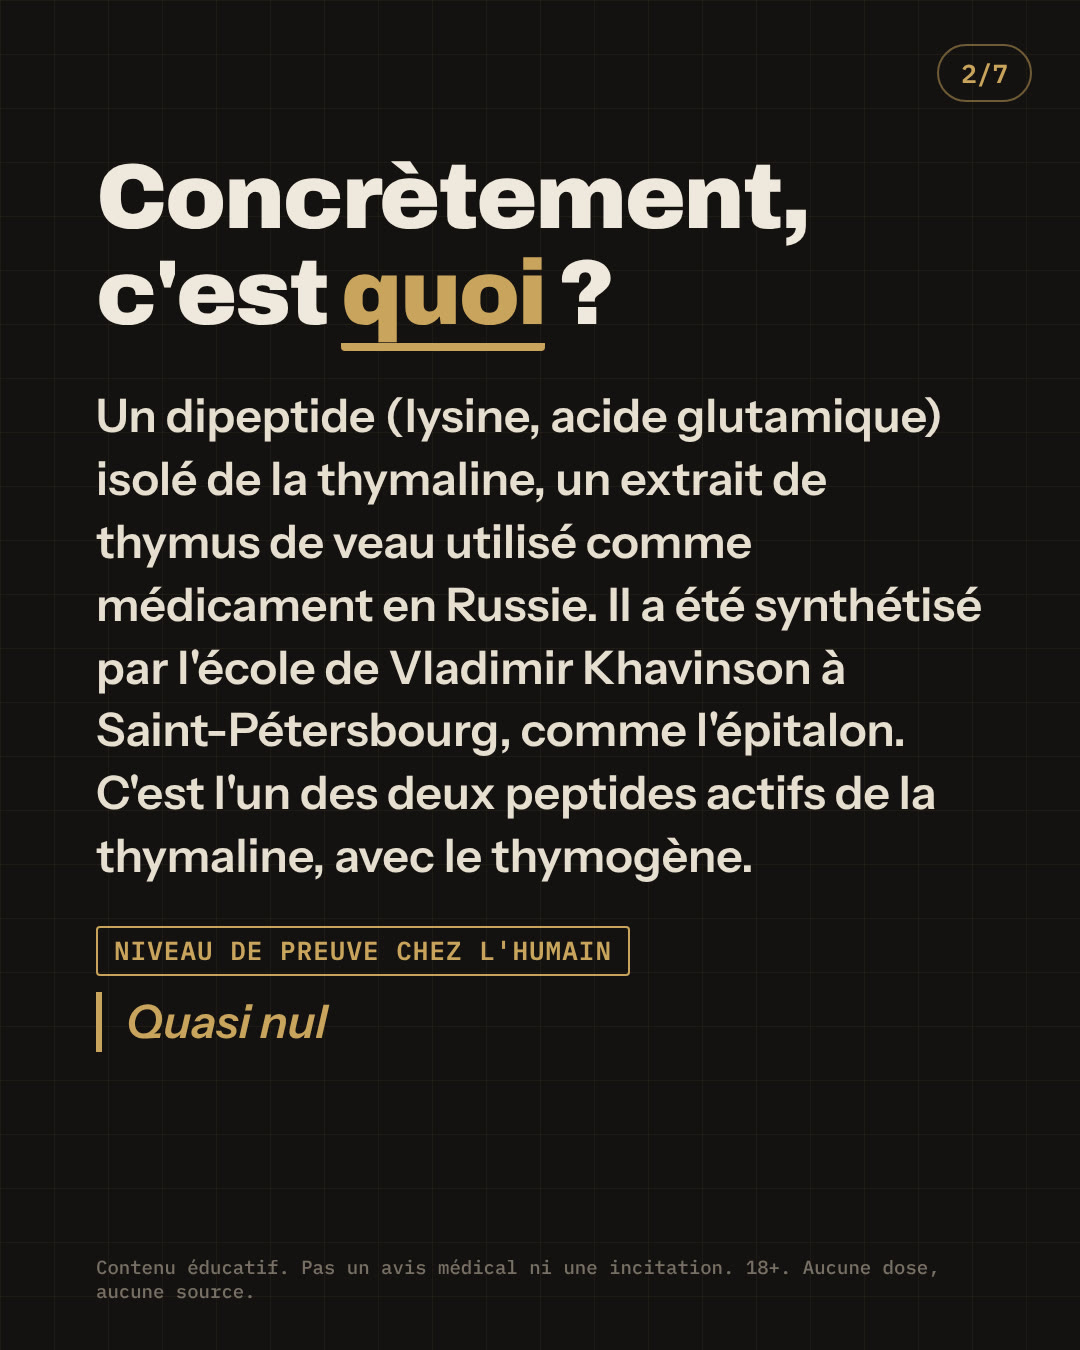 2/7
Concrètement,
c'est quoi ?
Un dipeptide (lysine, acide glutamique)
isolé de la thymaline, un extrait de
thymus de veau utilisé comme
médicament en Russie. Il a été synthétisé
par l'école de Vladimir Khavinson à
Saint-Pétersbourg, comme l'épitalon.
C'est l'un des deux peptides actifs de la
thymaline, avec le thymogène.
NIVEAU DE PREUVE CHEZ L'HUMAIN
Quasi nul
Contenu éducatif. Pas un avis médical ni une incitation. 18+. Aucune dose,
aucune source.